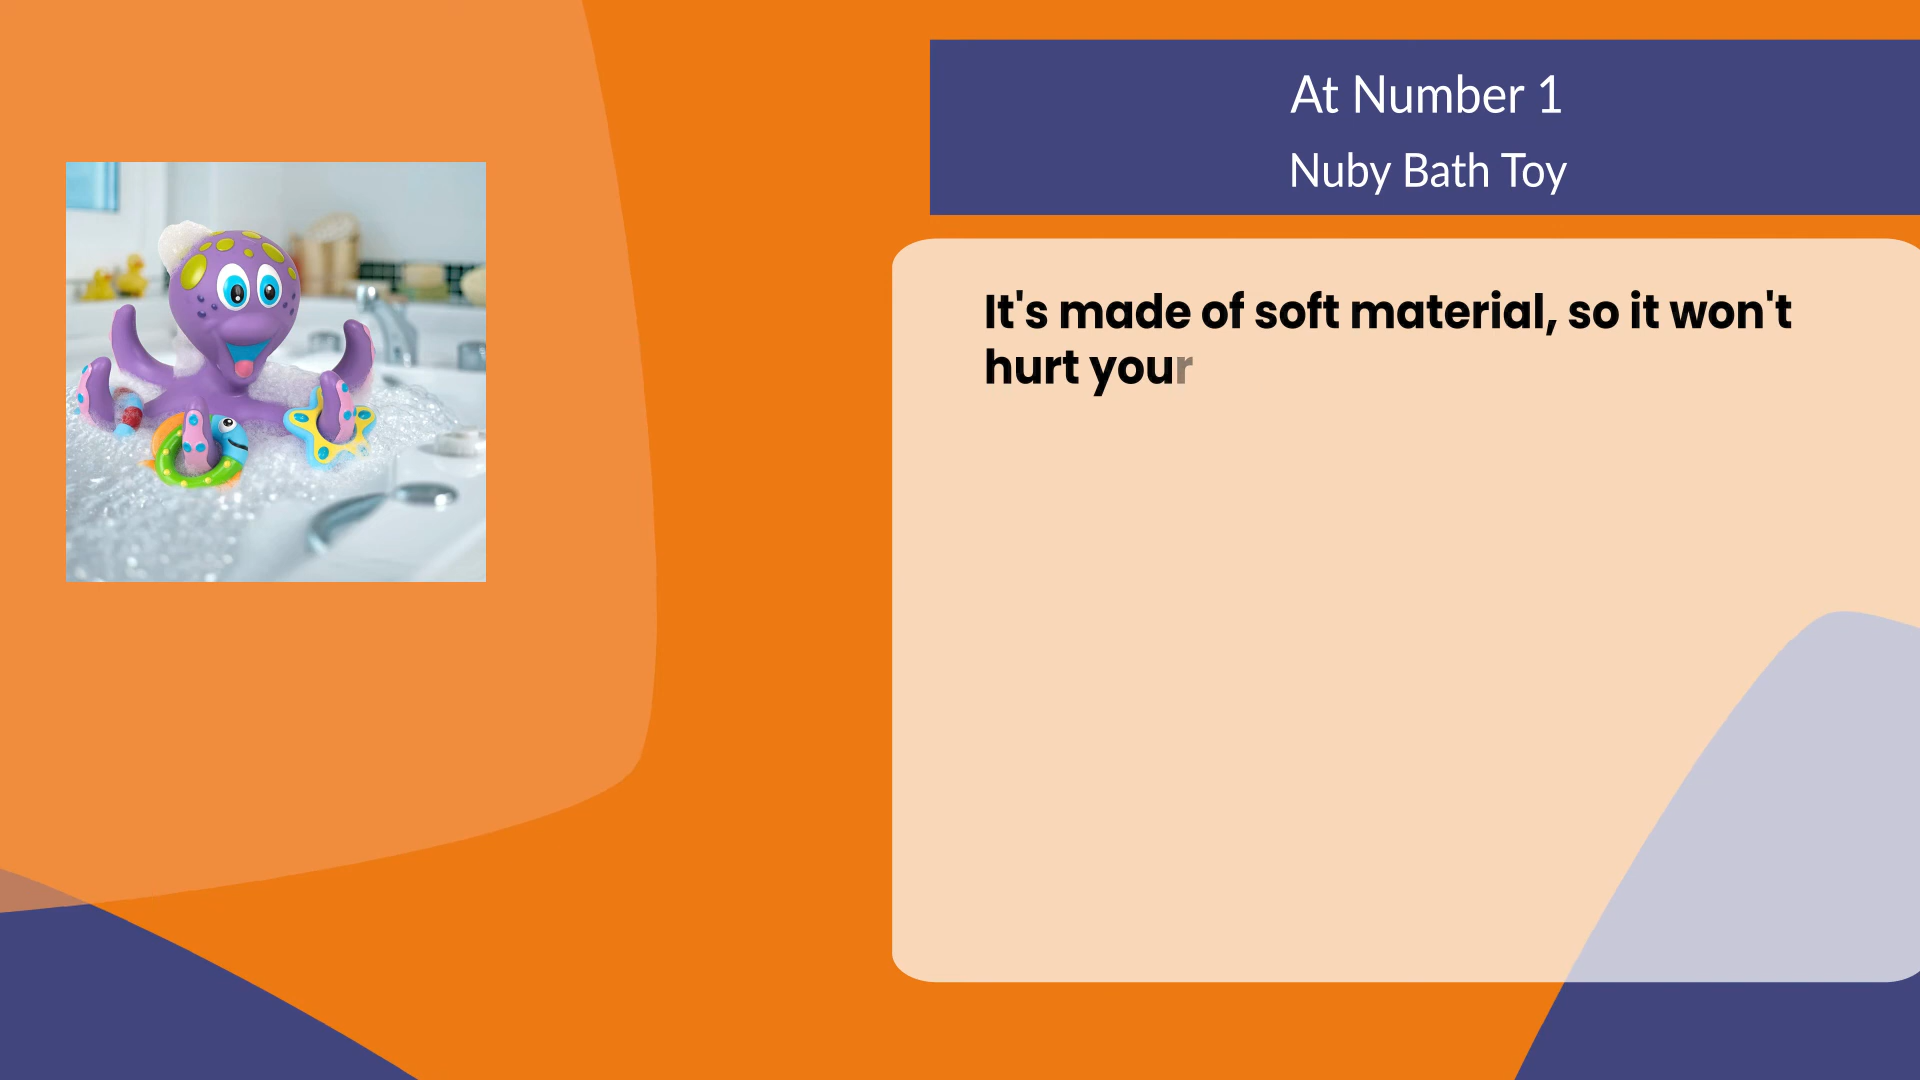 At Number 1
Nuby Bath Toy
It's made of soft material, so it won't
hurt your